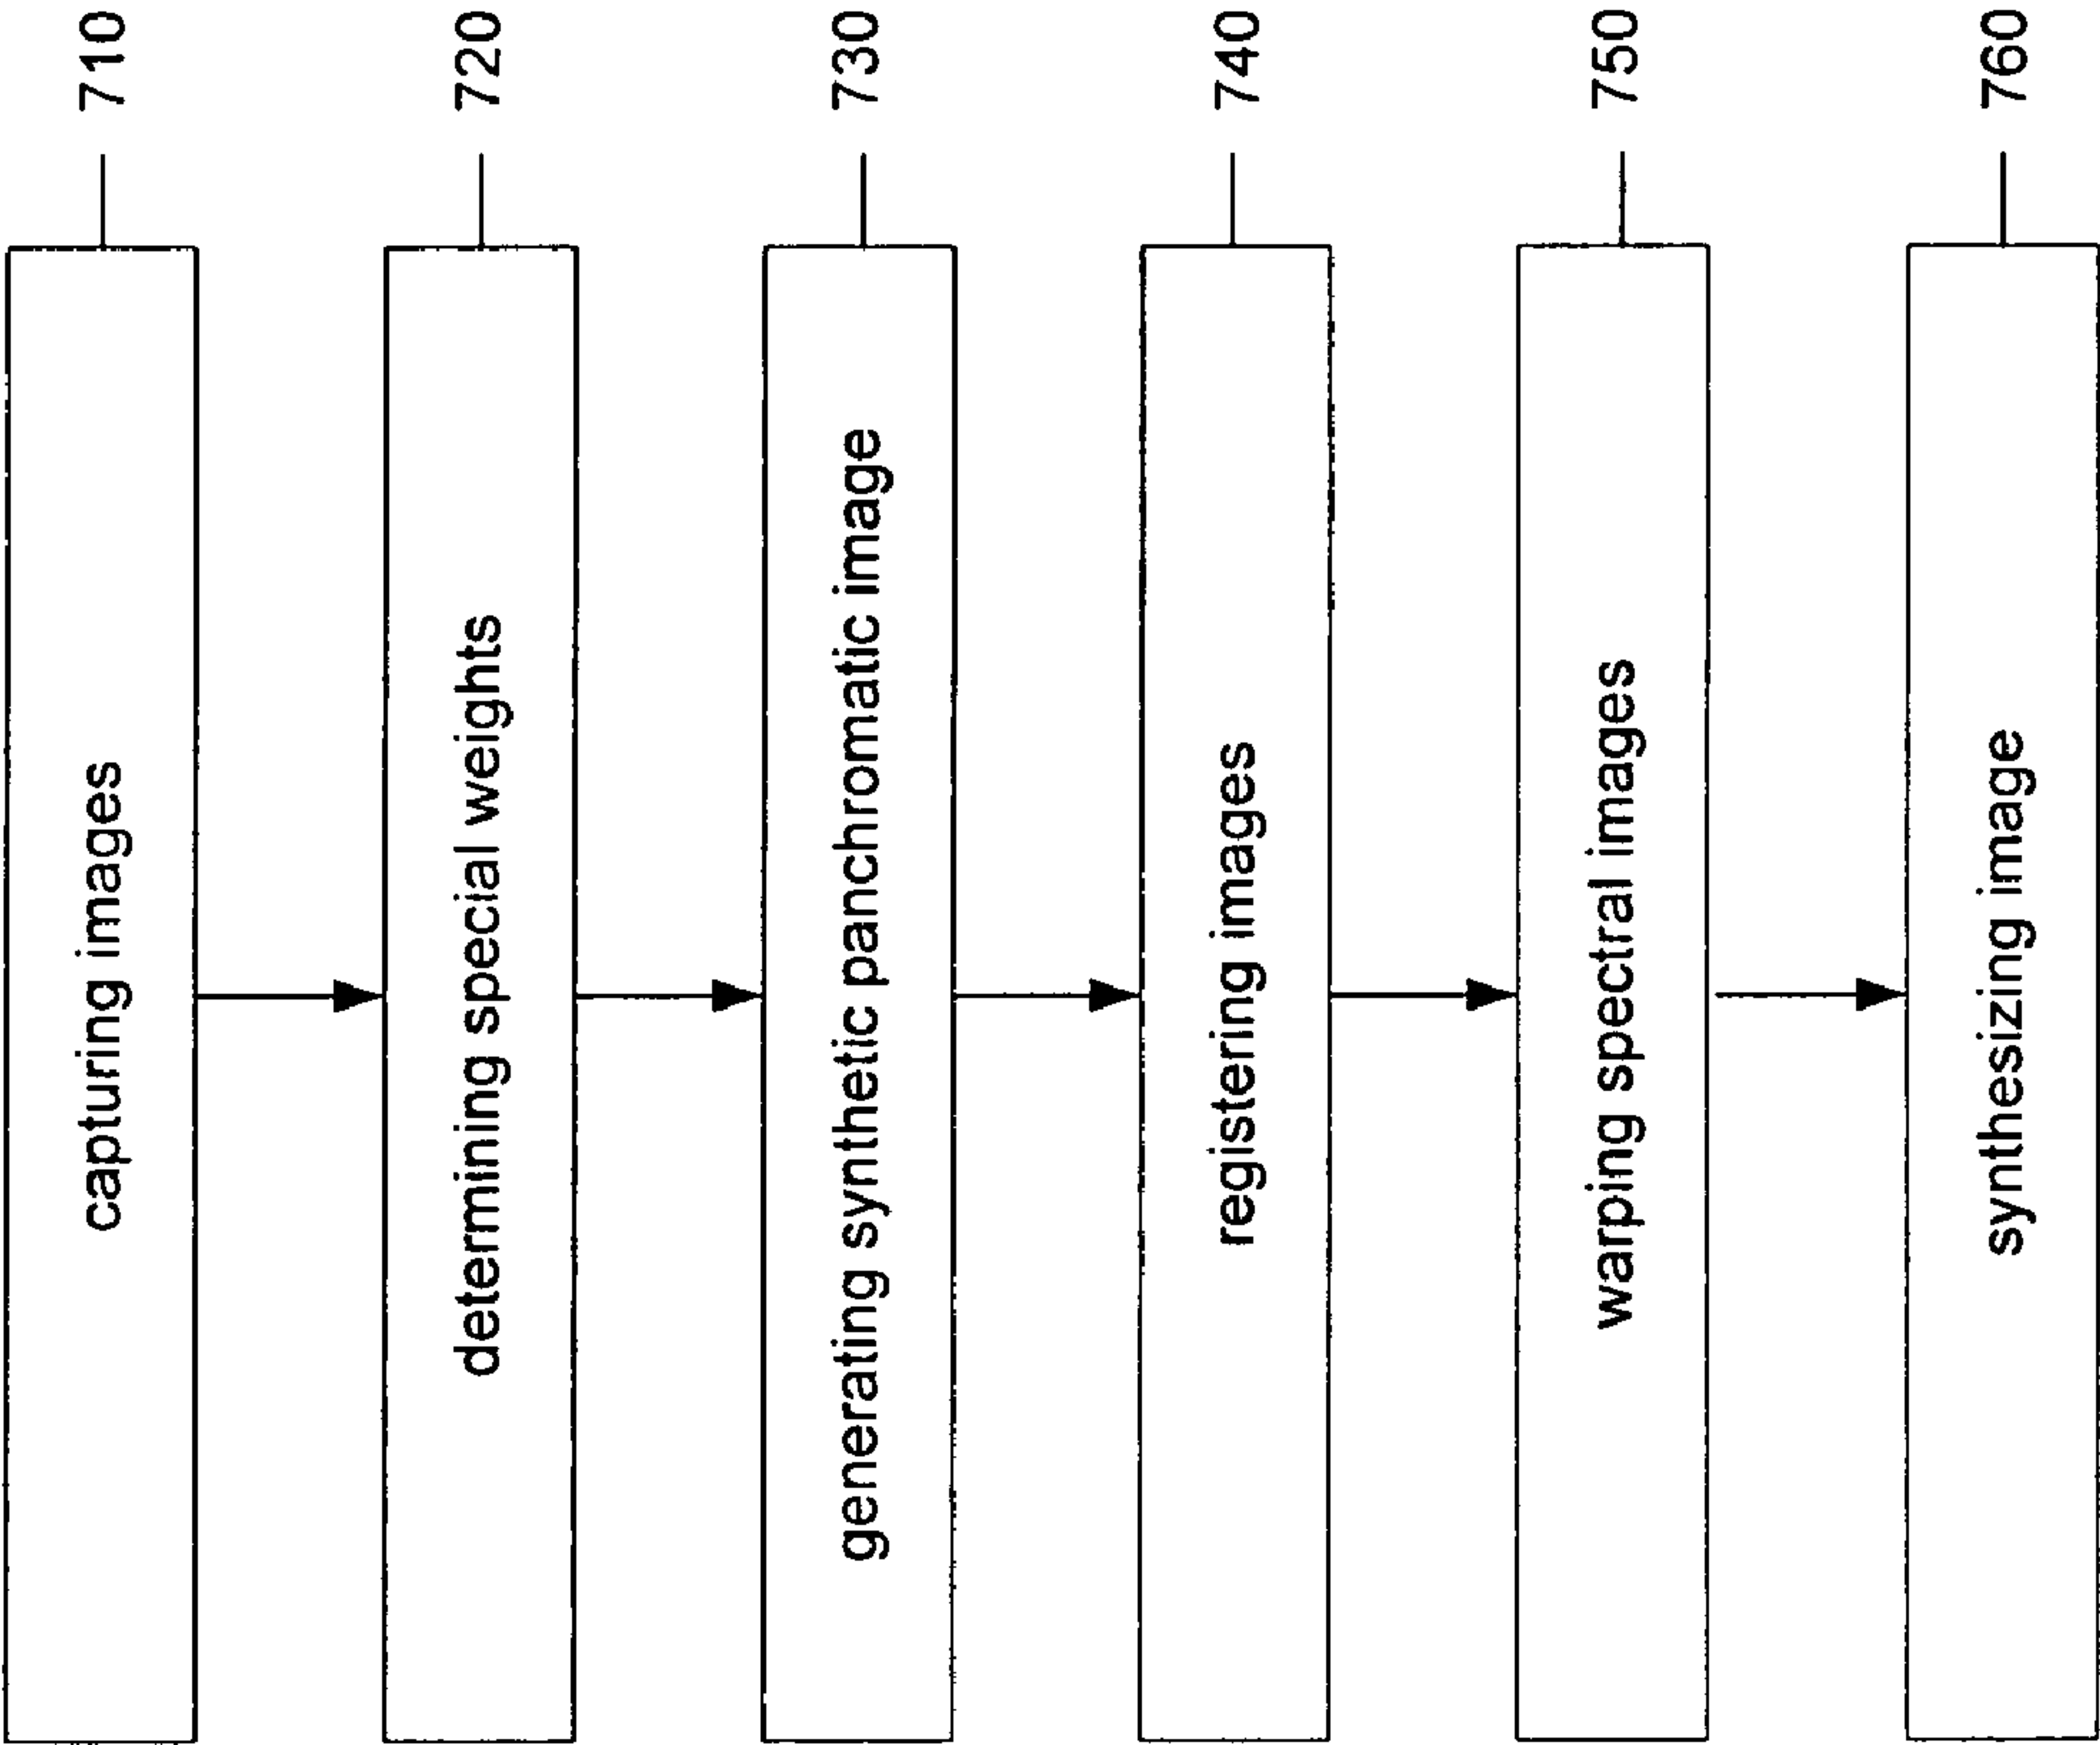 capturing images 710
determining special weights 720
generating synthetic panchromatic image 730
registering images 740
warping spectral images 750
synthesizing image 760